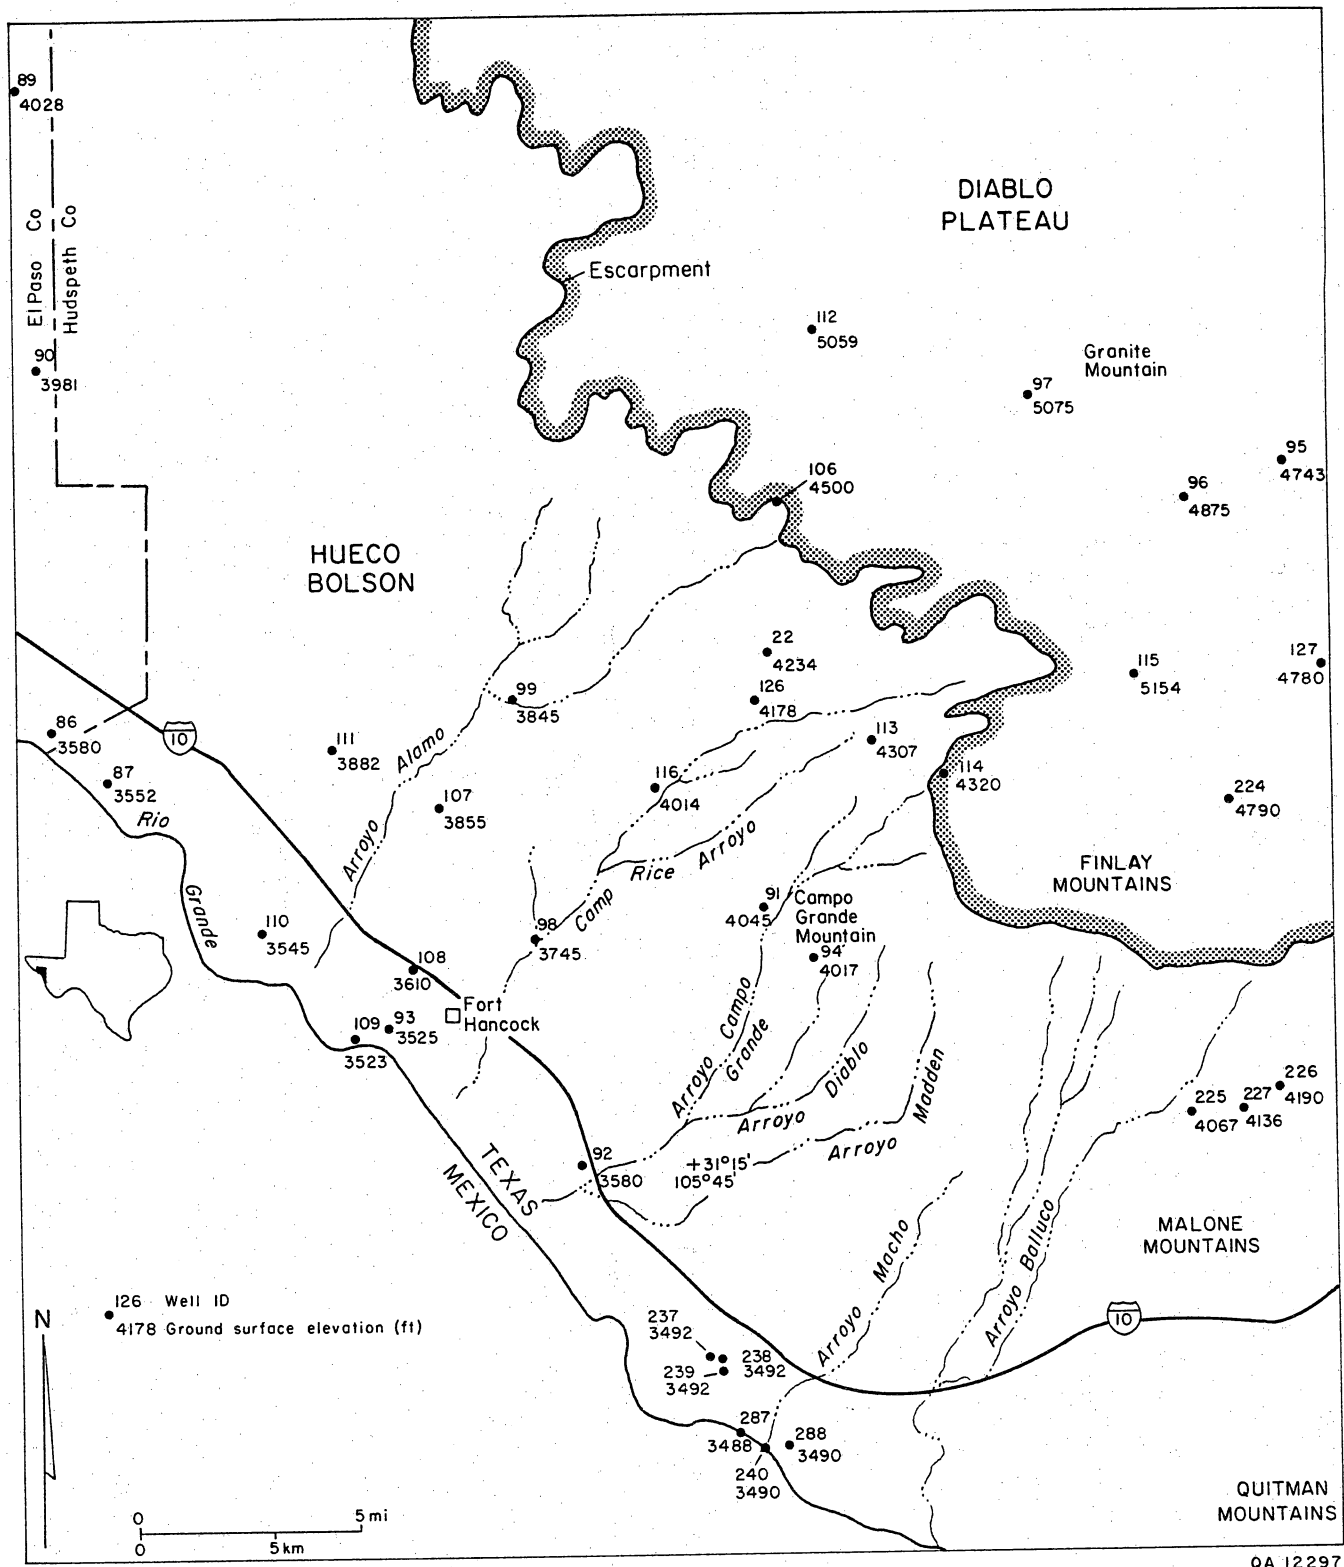 89
4028
El Paso Co
Hudspeth Co
DIABLO
PLATEAU
Escarpment
112
5059
Granite
Mountain
90
3981
97
5075
95
4743
106
4500
96
4875
HUECO
BOLSON
22
4234
127
4780
115
5154
126
4178
99
3845
86
3580
10
111
3882
Arroyo Alamo
113
4307
114
4320
87
3552
116
4014
107
3855
224
4790
Rio
Grande
Camp Rice Arroyo
FINLAY
MOUNTAINS
91
4045
Campo
Grande
Mountain
94
4017
110
3545
98
3745
108
3610
Fort
Hancock
109
3523
93
3525
Arroyo Campo
Grande
Arroyo Diablo
Arroyo Madden
226
4190
225
4067
227
4136
92
3580
+31°15'
105°45'
TEXAS
MEXICO
Arroyo Macho
Arroyo Balluco
MALONE
MOUNTAINS
126 Well ID
4178 Ground surface elevation (ft)
N
10
237
3492
238
3492
239
3492
287
3488
288
3490
240
3490
QUITMAN
MOUNTAINS
0 5 mi
0 5 km
QA 12297